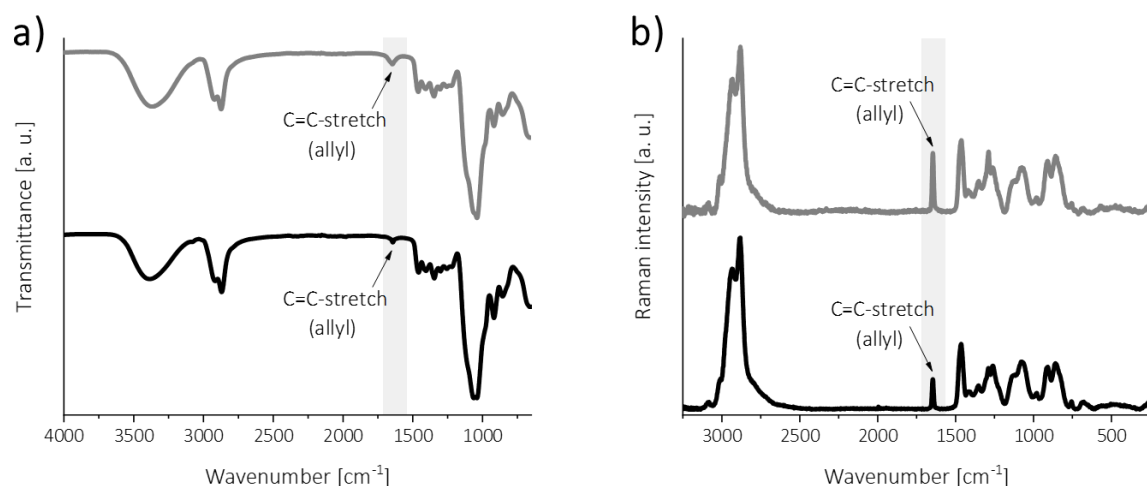 a)
Transmittance [a. u.]
C=C-stretch
(allyl)
C=C-stretch
(allyl)
4000 3500 3000 2500 2000 1500 1000
Wavenumber [cm⁻¹]
b)
Raman intensity [a. u.]
C=C-stretch
(allyl)
C=C-stretch
(allyl)
3000 2500 2000 1500 1000 500
Wavenumber [cm⁻¹]